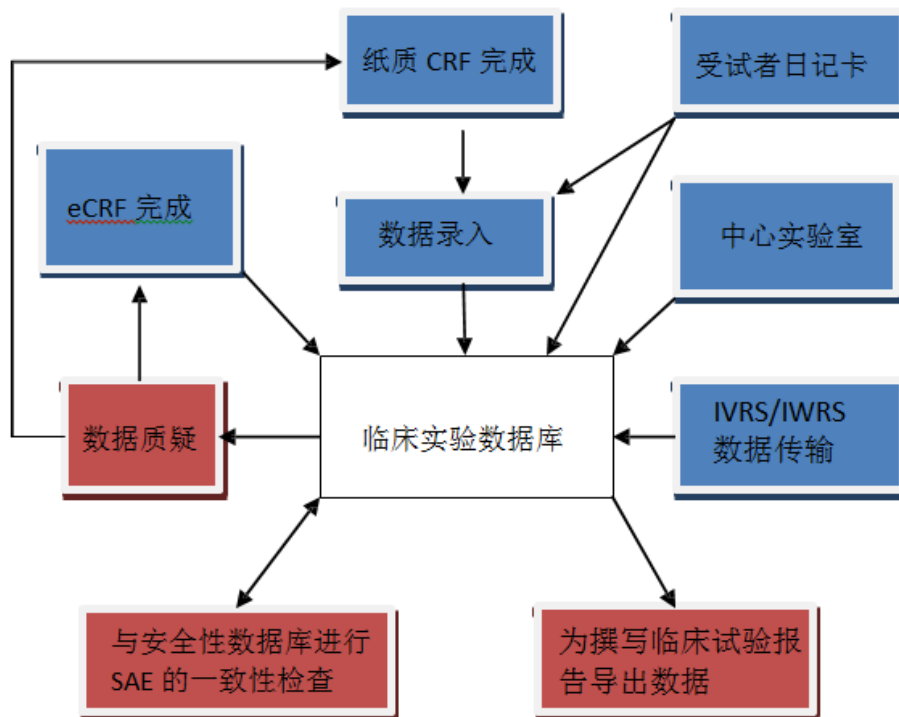 纸质 CRF 完成
受试者日记卡
eCRF 完成
数据录入
中心实验室
数据质疑
临床实验数据库
IVRS/IWRS
数据传输
与安全性数据库进行
SAE 的一致性检查
为撰写临床试验报
告导出数据